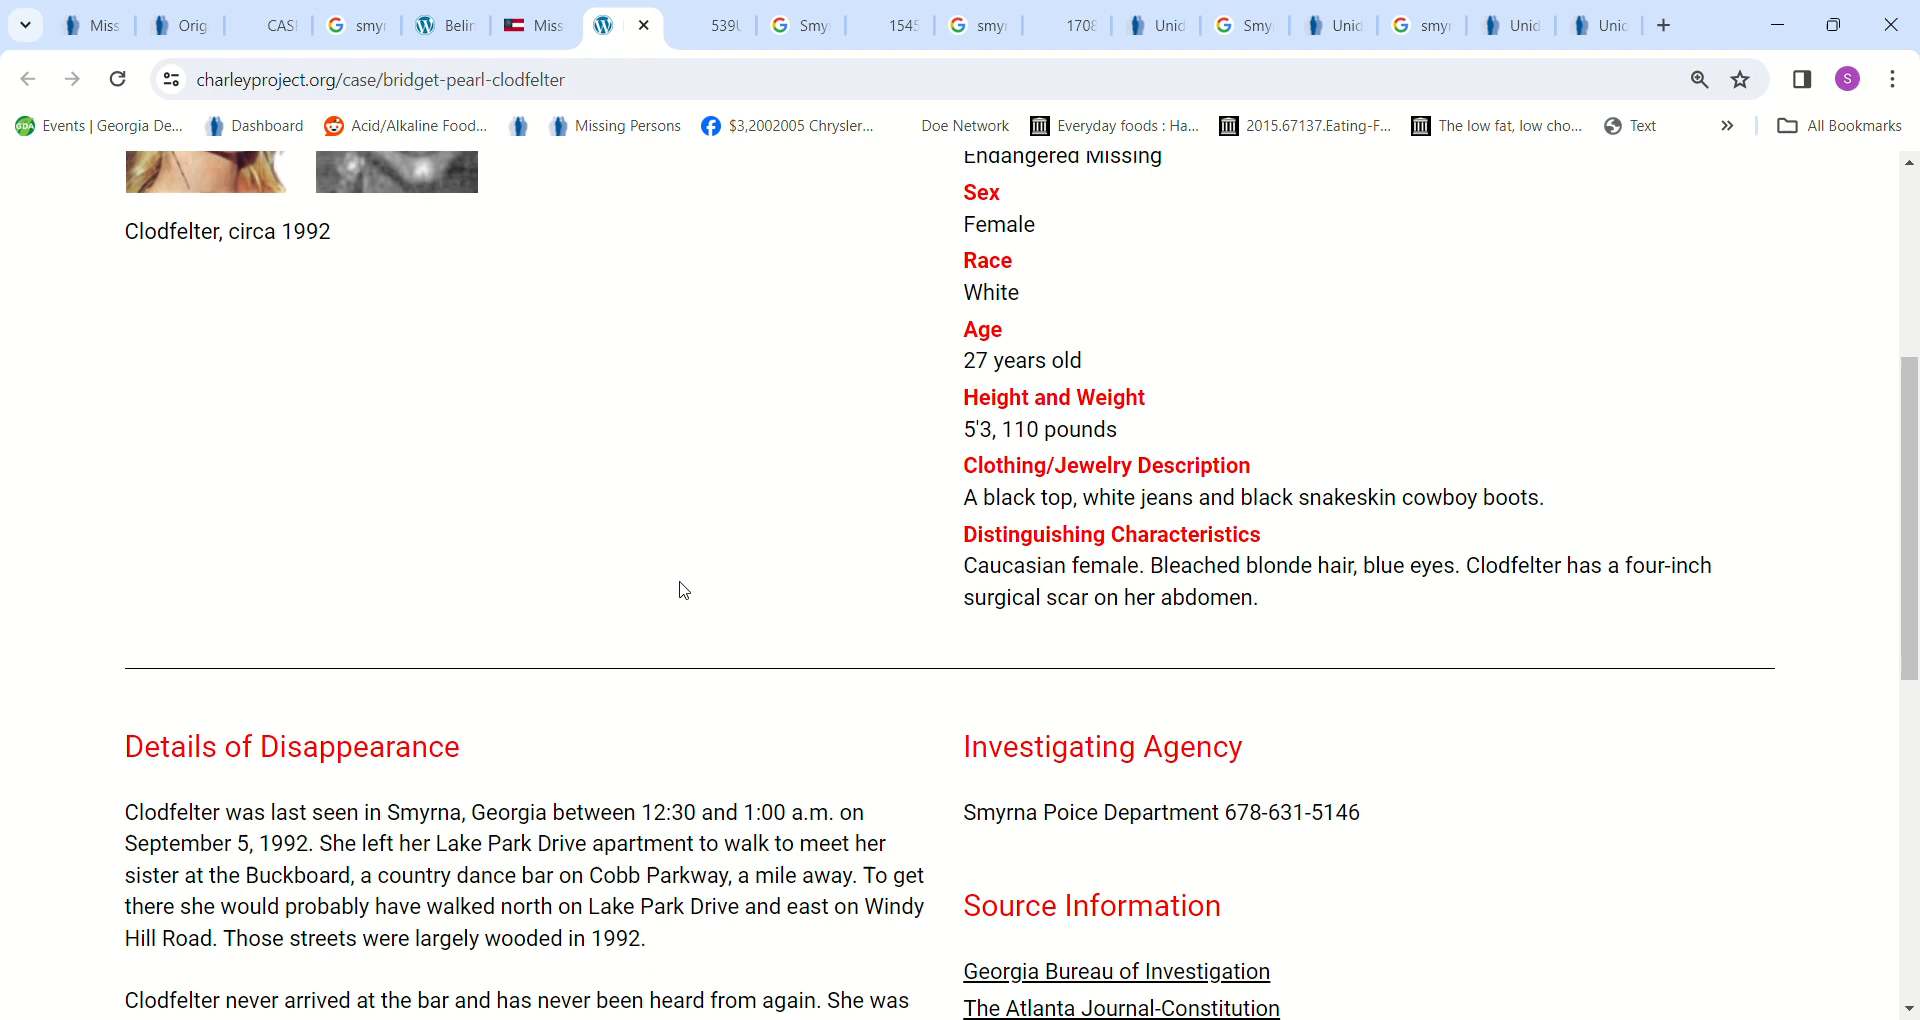 Miss
Orig
CASI
smyr
Belin
Miss
539U
Smy
1545
smy
1708
Unid
Smy
Unid
smyr
Unid
Unid
charleyproject.org/case/bridget-pearl-clodfelter
S
GDA
Events | Georgia De...
Dashboard
Acid/Alkaline Food...
Missing Persons
$3,2002005 Chrysler...
Doe Network
Everyday foods : Ha...
2015.67137.Eating-F...
The low fat, low cho...
Text
All Bookmarks
Endangered Missing
Sex
Female
Race
White
Age
27 years old
Height and Weight
5'3, 110 pounds
Clothing/Jewelry Description
A black top, white jeans and black snakeskin cowboy boots.
Distinguishing Characteristics
Caucasian female. Bleached blonde hair, blue eyes. Clodfelter has a four-inch
surgical scar on her abdomen.
Clodfelter, circa 1992
Details of Disappearance
Clodfelter was last seen in Smyrna, Georgia between 12:30 and 1:00 a.m. on
September 5, 1992. She left her Lake Park Drive apartment to walk to meet her
sister at the Buckboard, a country dance bar on Cobb Parkway, a mile away. To get
there she would probably have walked north on Lake Park Drive and east on Windy
Hill Road. Those streets were largely wooded in 1992.
Clodfelter never arrived at the bar and has never been heard from again. She was
Investigating Agency
Smyrna Poice Department 678-631-5146
Source Information
Georgia Bureau of Investigation
The Atlanta Journal-Constitution